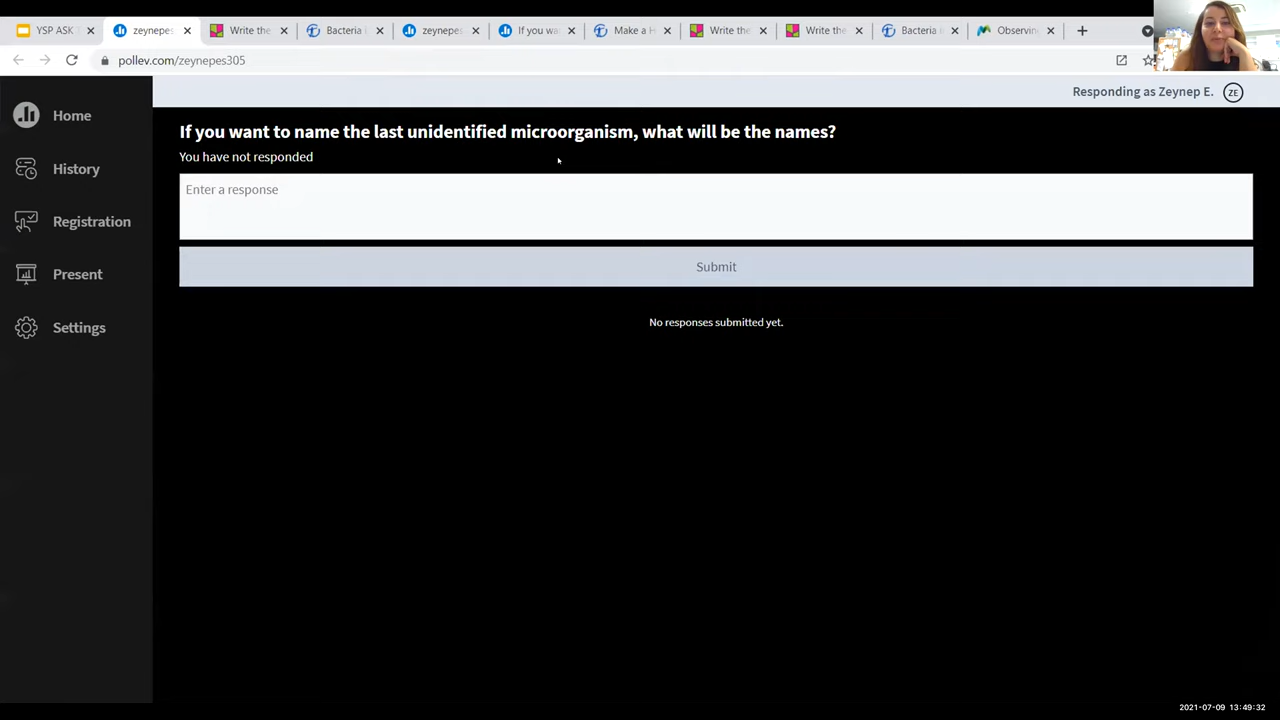 YSP ASK
zeynepes
Write the
Bacteria
zeynepes
If you wa
Make a H
Write the
Write the
Bacteria
Observin
pollev.com/zeynepes305
Responding as Zeynep E.
ZE
Home
History
Registration
Present
Settings
If you want to name the last unidentified microorganism, what will be the names?
You have not responded
Enter a response
Submit
No responses submitted yet.
2021-07-09 13:49:32